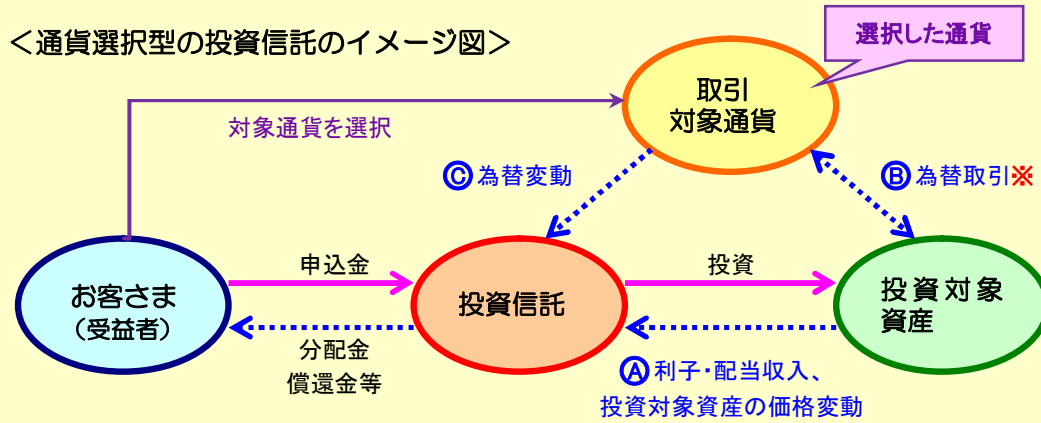 ＜通貨選択型の投資信託のイメージ図＞
選択した通貨
取引
対象通貨
対象通貨を選択
Ⓒ為替変動
Ⓑ為替取引※
お客さま
（受益者）
申込金
投資信託
投資
投資対象
資産
分配金
償還金等
Ⓐ利子・配当収入、
投資対象資産の価格変動